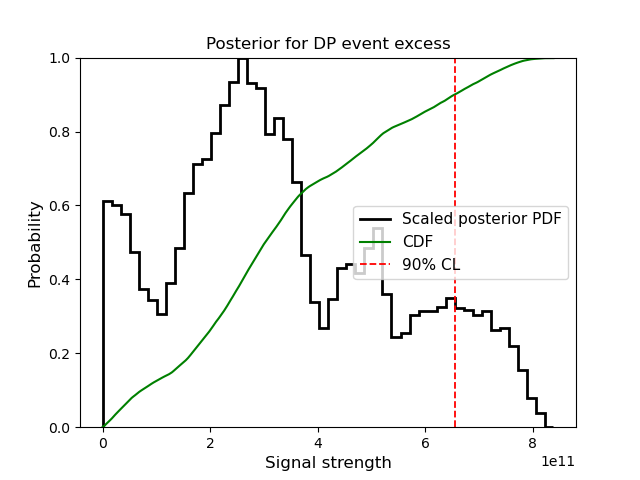 Posterior for DP event excess
1.0
0.8
0.6
0.4
0.2
0.0
Probability
Scaled posterior PDF
CDF
90% CL
0
2
4
6
8
1e11
Signal strength